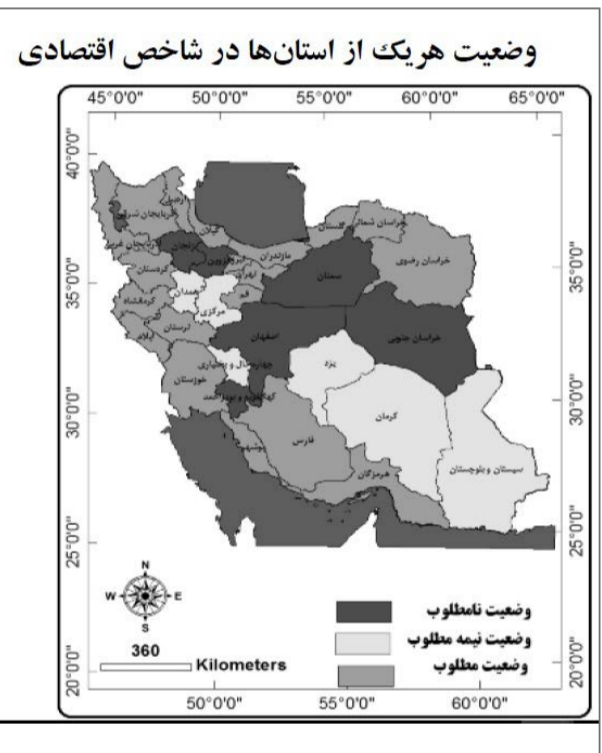 وضعیت هریک از استان‌ها در شاخص اقتصادی
45°0'0" 50°0'0" 55°0'0" 60°0'0" 65°0'0"
40°0'0"
35°0'0" 35°0'0"
30°0'0" 30°0'0"
25°0'0" 25°0'0"
20°0'0" 20°0'0"
گیلان
زنجان
قزوین
مازندران
گلستان
خراسان شمالی
خراسان رضوی
کردستان
تهران
سمنان
همدان
قم
مرکزی
کرمانشاه
لرستان
ایلام
اصفهان
خراسان جنوبی
چهارمحال و بختیاری
یزد
خوزستان
کهگیلویه و بویراحمد
کرمان
فارس
بوشهر
سیستان و بلوچستان
هرمزگان
N
W E
S
360
Kilometers
وضعیت نامطلوب
وضعیت نیمه مطلوب
وضعیت مطلوب
50°0'0" 55°0'0" 60°0'0"